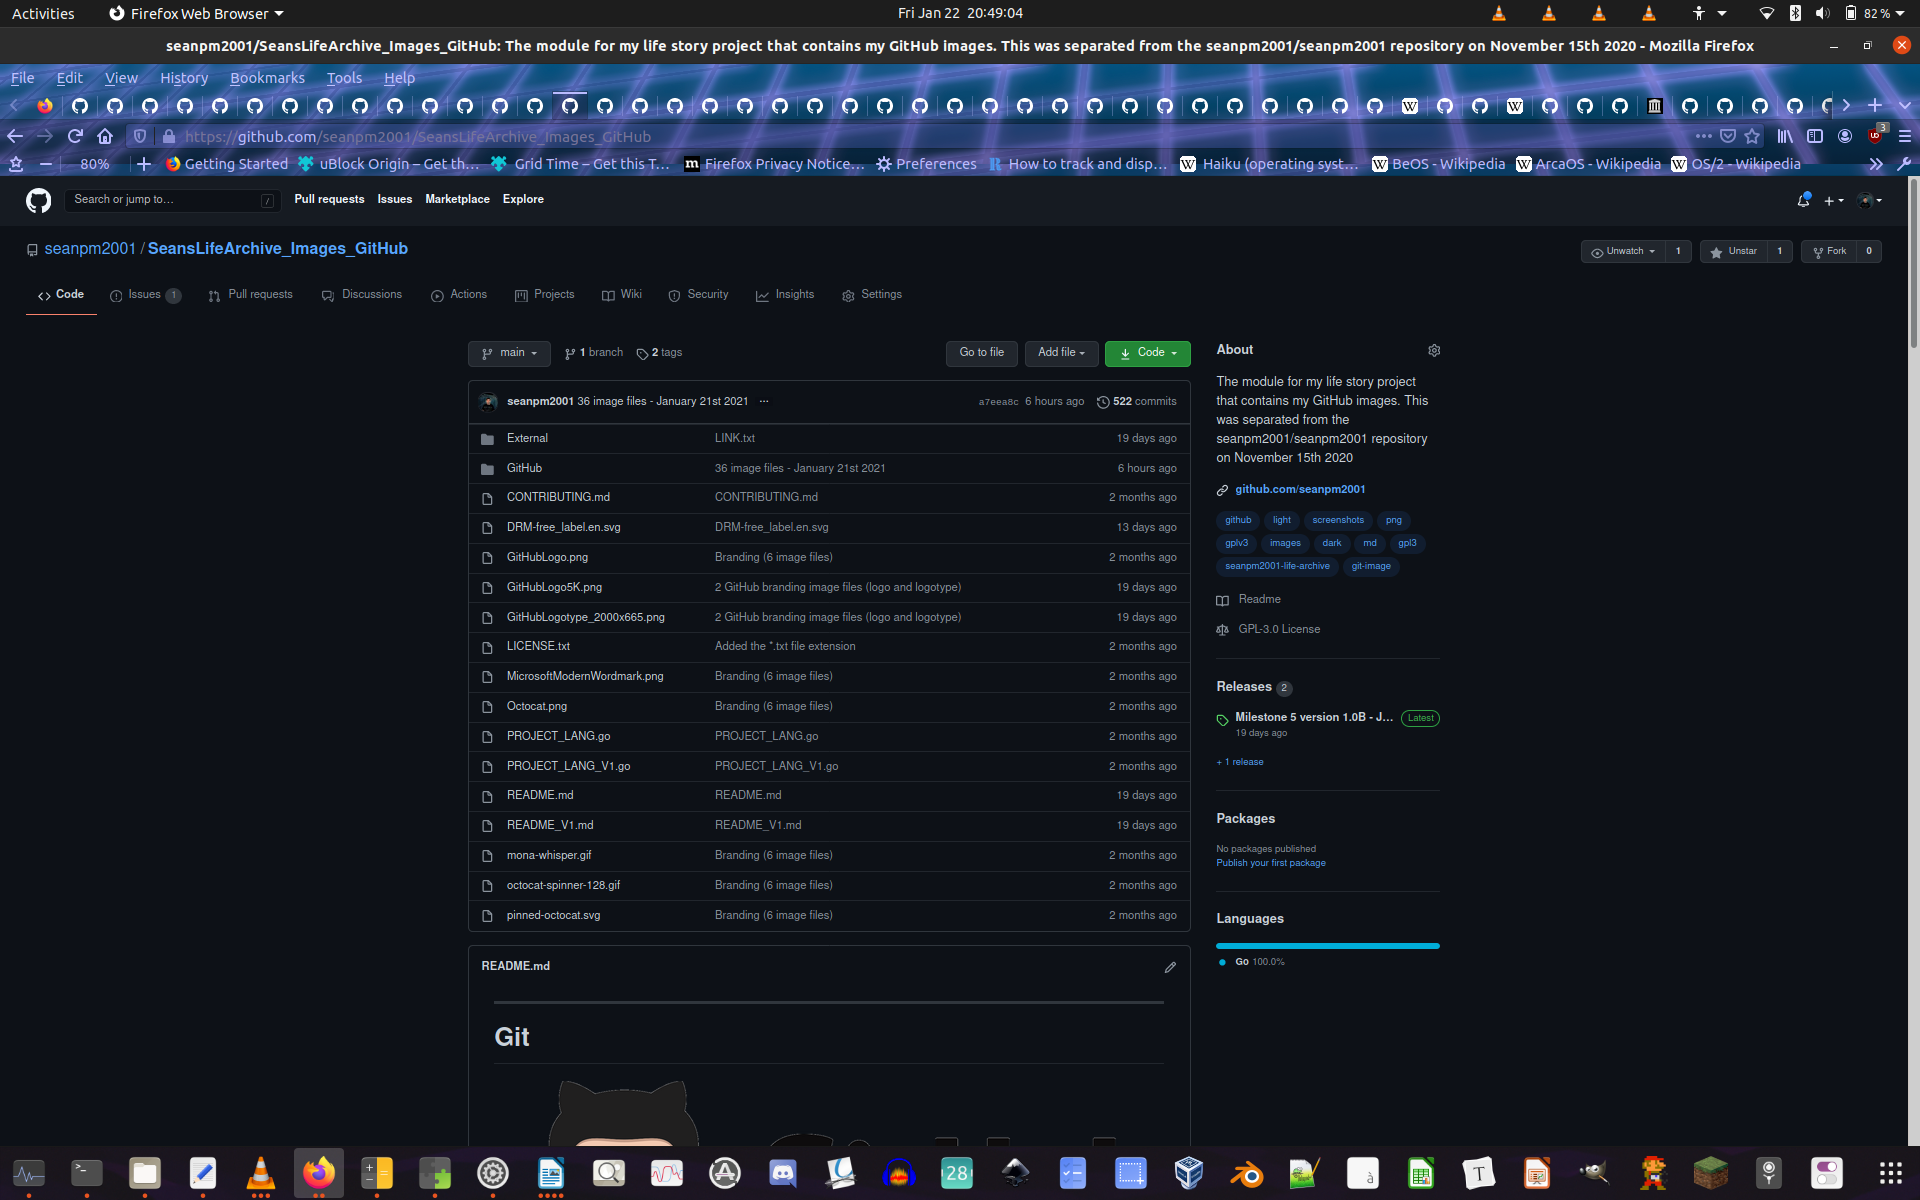 Activities
Firefox Web Browser
Fri Jan 22 20:49:04
82 %
seanpm2001/SeansLifeArchive_Images_GitHub: The module for my life story project that contains my GitHub images. This was separated from the seanpm2001/seanpm2001 repository on November 15th 2020 - Mozilla Firefox
File Edit View History Bookmarks Tools Help
https://github.com/seanpm2001/SeansLifeArchive_Images_GitHub
3
80%
Getting Started
uBlock Origin – Get th…
Grid Time – Get this T…
Firefox Privacy Notice…
Preferences
How to track and disp…
Haiku (operating syst…
BeOS - Wikipedia
ArcaOS - Wikipedia
OS/2 - Wikipedia
Search or jump to…
/
Pull requests Issues Marketplace Explore
seanpm2001 / SeansLifeArchive_Images_GitHub
Unwatch 1
Unstar 1
Fork 0
Code
Issues 1
Pull requests
Discussions
Actions
Projects
Wiki
Security
Insights
Settings
main
1 branch
2 tags
Go to file
Add file
Code
seanpm2001 36 image files - January 21st 2021 ...
a7eea8c 6 hours ago
522 commits
External LINK.txt 19 days ago
GitHub 36 image files - January 21st 2021 6 hours ago
CONTRIBUTING.md CONTRIBUTING.md 2 months ago
DRM-free_label.en.svg DRM-free_label.en.svg 13 days ago
GitHubLogo.png Branding (6 image files) 2 months ago
GitHubLogo5K.png 2 GitHub branding image files (logo and logotype) 19 days ago
GitHubLogotype_2000x665.png 2 GitHub branding image files (logo and logotype) 19 days ago
LICENSE.txt Added the *.txt file extension 2 months ago
MicrosoftModernWordmark.png Branding (6 image files) 2 months ago
Octocat.png Branding (6 image files) 2 months ago
PROJECT_LANG.go PROJECT_LANG.go 2 months ago
PROJECT_LANG_V1.go PROJECT_LANG_V1.go 2 months ago
README.md README.md 19 days ago
README_V1.md README_V1.md 19 days ago
mona-whisper.gif Branding (6 image files) 2 months ago
octocat-spinner-128.gif Branding (6 image files) 2 months ago
pinned-octocat.svg Branding (6 image files) 2 months ago
README.md
Git
About
The module for my life story project
that contains my GitHub images. This
was separated from the
seanpm2001/seanpm2001 repository
on November 15th 2020
github.com/seanpm2001
github light screenshots png
gplv3 images dark md gpl3
seanpm2001-life-archive git-image
Readme
GPL-3.0 License
Releases 2
Milestone 5 version 1.0B - J... Latest
19 days ago
+ 1 release
Packages
No packages published
Publish your first package
Languages
Go 100.0%
28